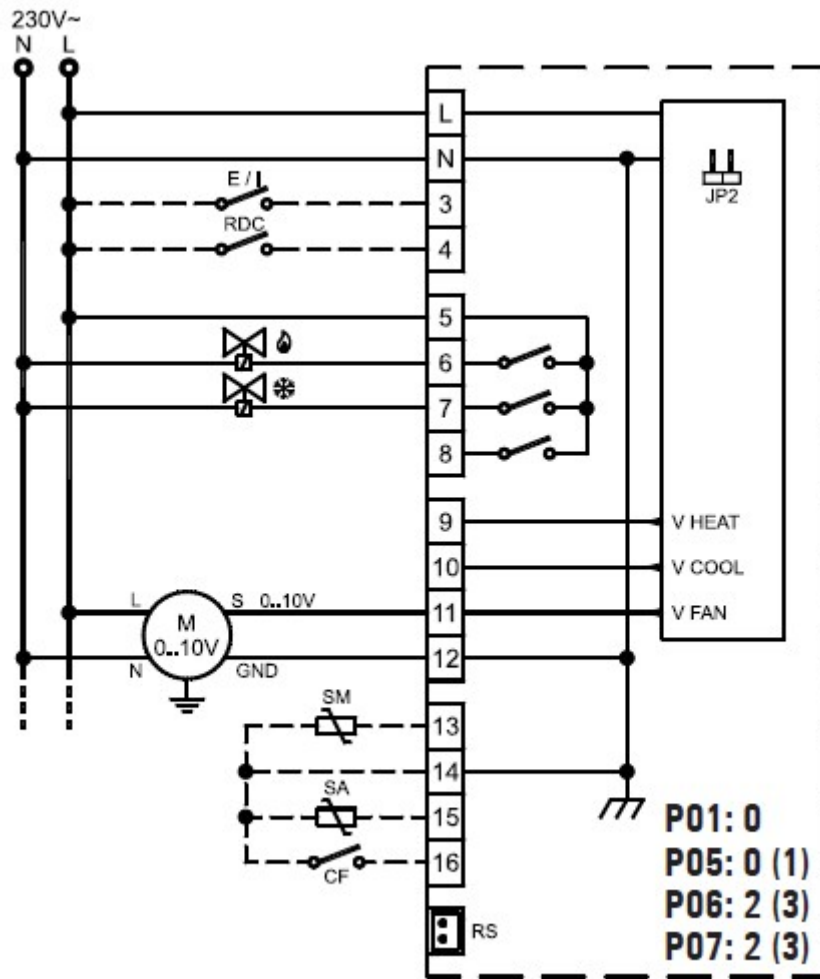 230V~
N L
L
N
JP2
E / I
3
RDC
4
5
6
7
8
9 V HEAT
10 V COOL
L S 0..10V 11 V FAN
M
0..10V
N GND 12
SM
13
14
SA
15
16
CF
RS
P01: 0
P05: 0 (1)
P06: 2 (3)
P07: 2 (3)